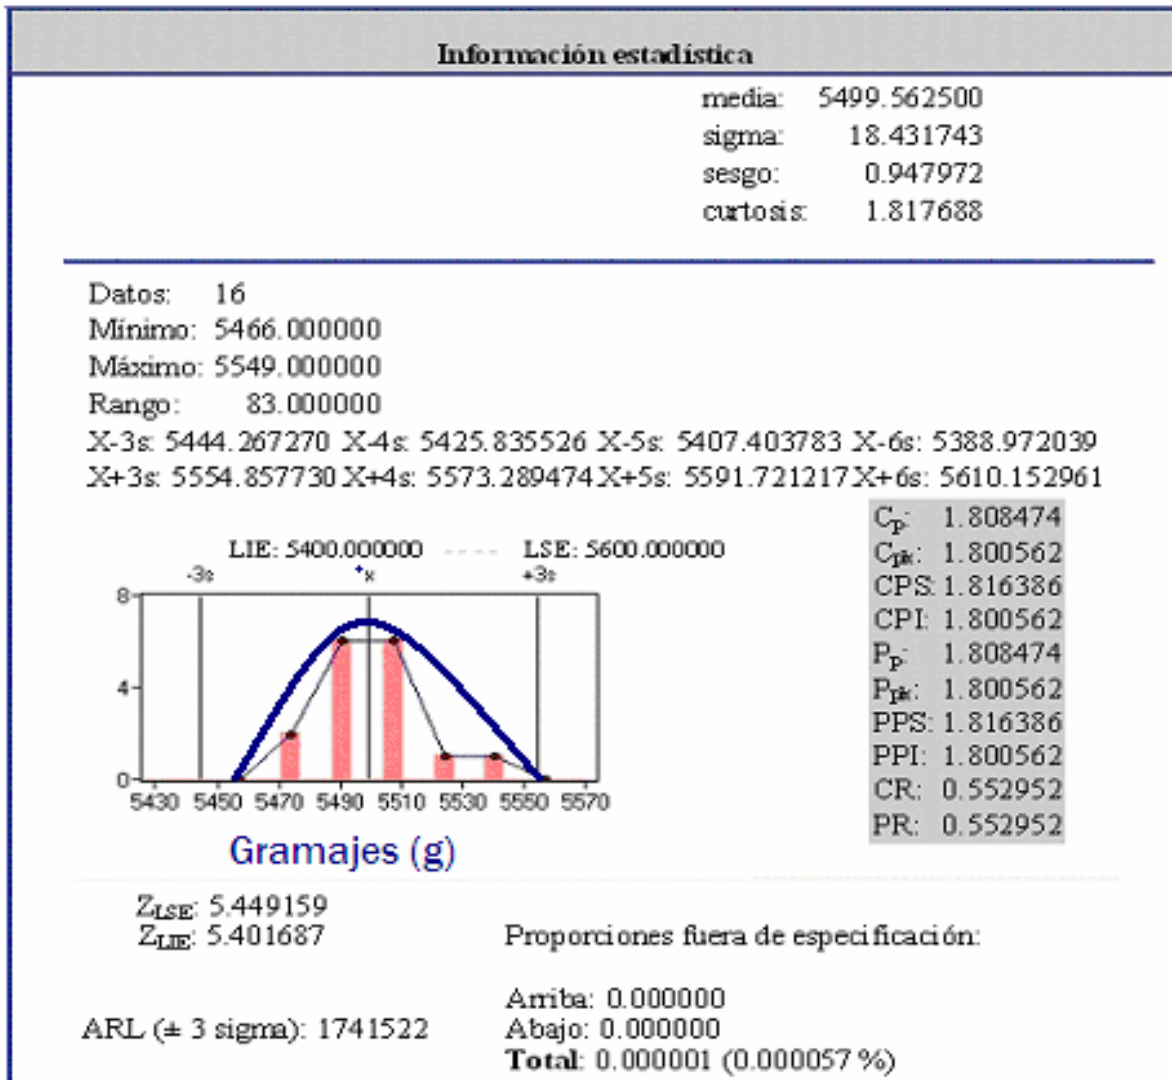 Información estadística
media: 5499.562500
sigma: 18.431743
sesgo: 0.947972
curtosis: 1.817688
Datos: 16
Mínimo: 5466.000000
Máximo: 5549.000000
Rango: 83.000000
X-3s: 5444.267270 X-4s: 5425.835526 X-5s: 5407.403783 X-6s: 5388.972039
X+3s: 5554.857730 X+4s: 5573.289474 X+5s: 5591.721217 X+6s: 5610.152961
LIE: 5400.000000 ---- LSE: 5600.000000
-3s x +3s
8
4
0
5430 5450 5470 5490 5510 5530 5550 5570
Gramajes (g)
Cp: 1.808474
Cpk: 1.800562
CPS: 1.816386
CPI: 1.800562
Pp: 1.808474
Ppk: 1.800562
PPS: 1.816386
PPI: 1.800562
CR: 0.552952
PR: 0.552952
ZLSE: 5.449159
ZLIE: 5.401687
ARL (± 3 sigma): 1741522
Proporciones fuera de especificación:
Arriba: 0.000000
Abajo: 0.000000
Total: 0.000001 (0.000057 %)